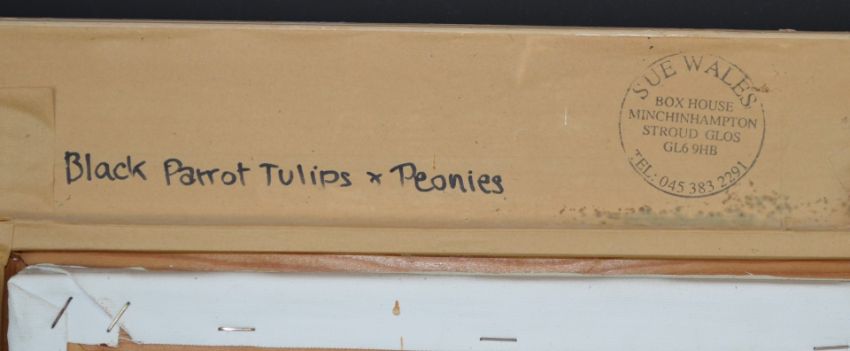 SUE WALES
BOX HOUSE
MINCHINHAMPTON
STROUD GLOS
GL6 9HB
TEL: 045 383 2291
Black Parrot Tulips & Peonies